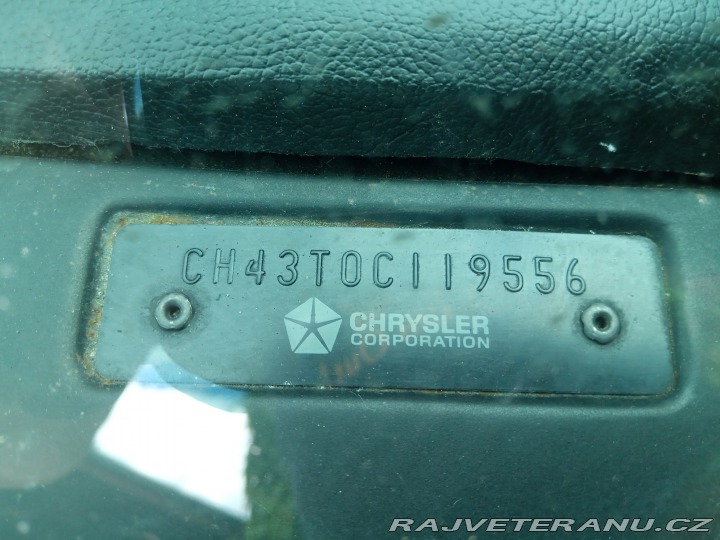 CH43T0C119556
CHRYSLER
CORPORATION
RAJVETERANU.CZ